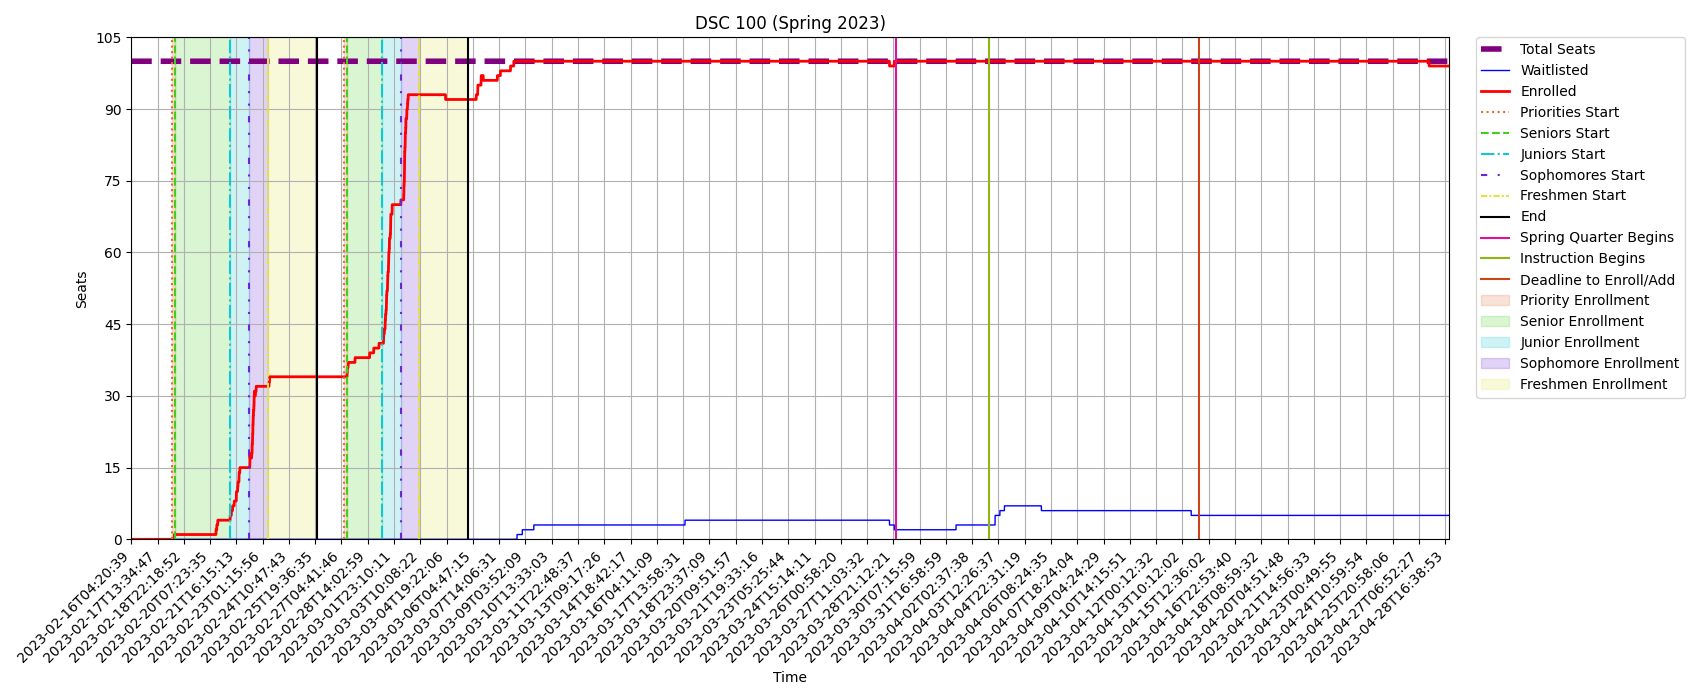 DSC 100 (Spring 2023)
105
90
75
60
45
30
15
0
Seats
2023-02-16T04:20:39
2023-02-17T13:34:47
2023-02-18T22:18:52
2023-02-20T07:23:35
2023-02-21T16:15:13
2023-02-23T01:15:56
2023-02-24T10:47:43
2023-02-25T19:36:35
2023-02-27T04:41:46
2023-02-28T14:02:59
2023-03-01T23:10:11
2023-03-03T10:08:22
2023-03-04T19:22:06
2023-03-06T04:47:15
2023-03-07T14:06:31
2023-03-09T03:52:09
2023-03-10T13:33:03
2023-03-11T22:48:37
2023-03-13T09:17:26
2023-03-14T18:42:17
2023-03-16T04:11:09
2023-03-17T13:58:31
2023-03-18T23:37:09
2023-03-20T09:51:57
2023-03-21T19:33:16
2023-03-23T05:25:44
2023-03-24T15:14:11
2023-03-26T00:58:20
2023-03-27T11:03:32
2023-03-28T21:12:21
2023-03-30T07:15:59
2023-03-31T16:58:59
2023-04-02T02:37:38
2023-04-03T12:26:37
2023-04-04T22:31:19
2023-04-06T08:24:35
2023-04-07T18:24:04
2023-04-09T04:24:29
2023-04-10T14:15:51
2023-04-12T00:12:32
2023-04-13T10:12:02
2023-04-15T12:36:02
2023-04-16T22:53:40
2023-04-18T08:59:32
2023-04-20T04:51:48
2023-04-21T14:56:33
2023-04-23T00:49:55
2023-04-24T10:59:54
2023-04-25T20:58:06
2023-04-27T06:52:27
2023-04-28T16:38:53
Time
Total Seats
Waitlisted
Enrolled
Priorities Start
Seniors Start
Juniors Start
Sophomores Start
Freshmen Start
End
Spring Quarter Begins
Instruction Begins
Deadline to Enroll/Add
Priority Enrollment
Senior Enrollment
Junior Enrollment
Sophomore Enrollment
Freshmen Enrollment